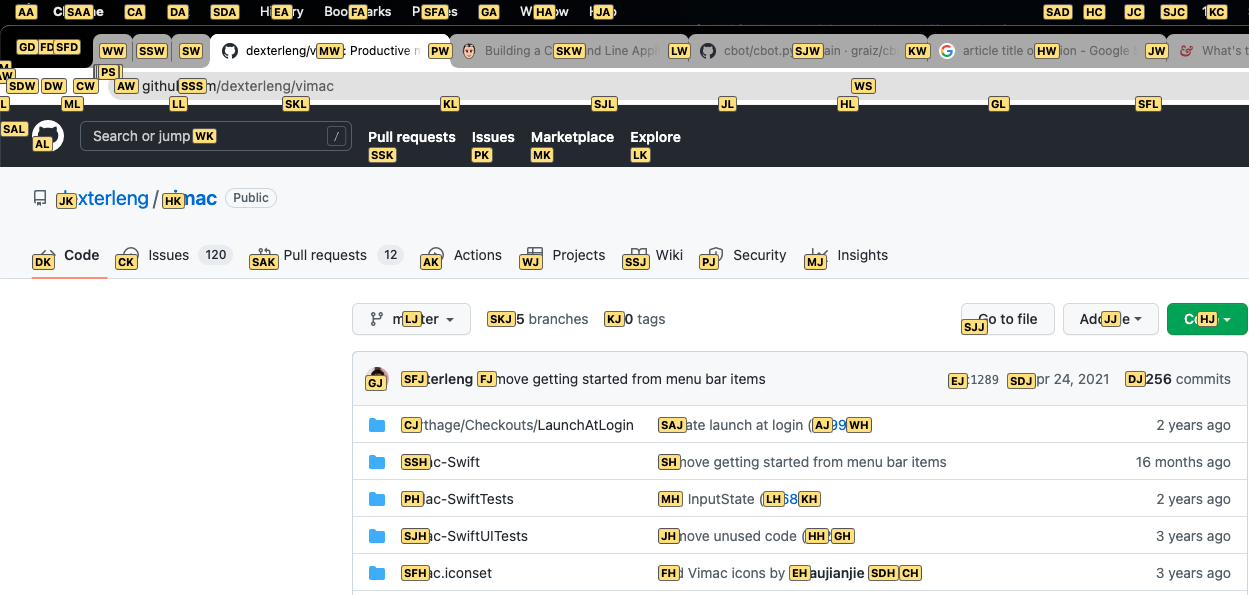 AA Ch SAA me CA DA SDA Hi EA ry Boo FA arks P SFA es GA W HA ow JA SAD HC JC SJC 1 KC
GD FD SFD WW SSW SW dexterleng/v MW : Productive n PW Building a C SKW nd Line Appl LW cbot/cbot.py SJW ain · graiz/cb KW article title o HW ion - Google JW What's t
AW PS
SDW DW CW AW github SSS m/dexterleng/vimac WS
L ML LL SKL KL SJL JL HL GL SFL
SAL AL Search or jump WK /
Pull requests Issues Marketplace Explore
SSK PK MK LK
JK xterleng / HK mac Public
DK Code CK Issues 120 SAK Pull requests 12 AK Actions WJ Projects SSJ Wiki PJ Security MJ Insights
m LJ ter SKJ 5 branches KJ 0 tags SJJ Go to file Add JJ e C HJ
GJ SFJ terleng FJ move getting started from menu bar items EJ 1289 SDJ pr 24, 2021 DJ 256 commits
CJ thage/Checkouts/LaunchAtLogin SAJ ate launch at login ( AJ 99 WH 2 years ago
SSH ac-Swift SH move getting started from menu bar items 16 months ago
PH ac-SwiftTests MH InputState ( LH 68 KH 2 years ago
SJH ac-SwiftUITests JH move unused code ( HH GH 3 years ago
SFH ac.iconset FH d Vimac icons by EH aujianjie SDH CH 3 years ago